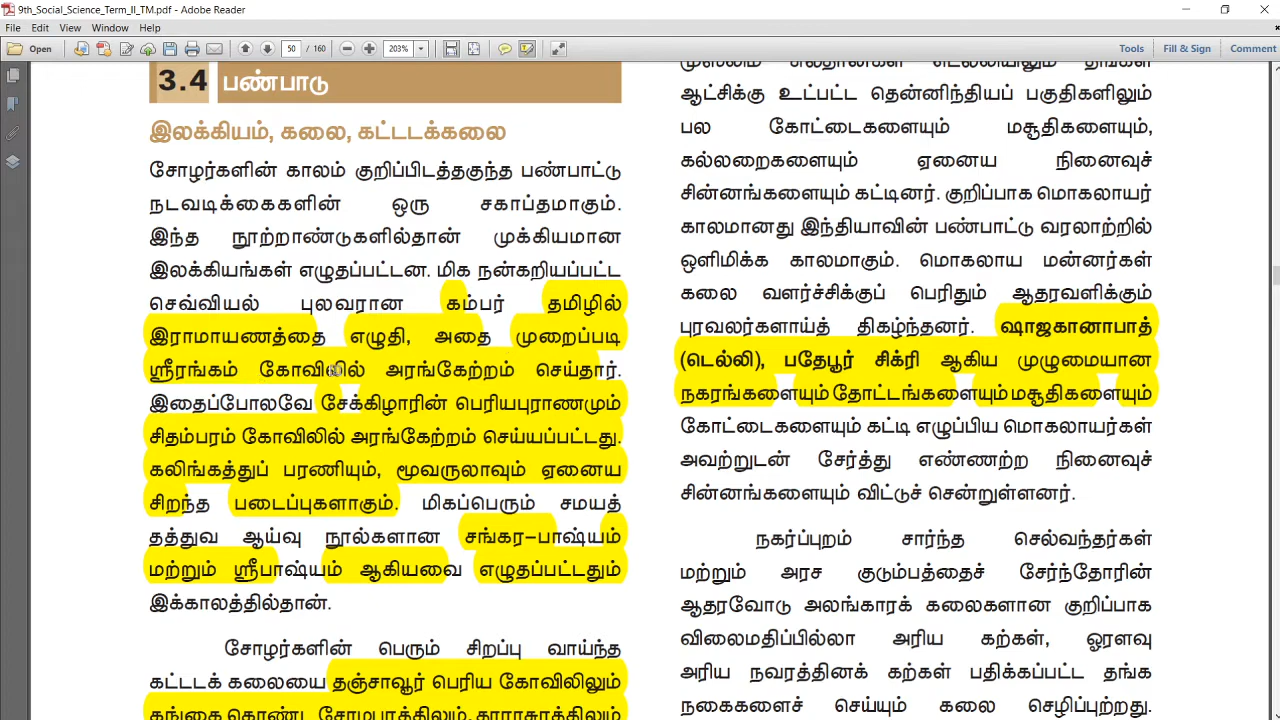 9th_Social_Science_Term_II_TM.pdf - Adobe Reader
File Edit View Window Help
Open 50 / 160 203% Tools Fill & Sign Comment
3.4 பண்பாடு
இலக்கியம், கலை, கட்டடக்கலை
சோழர்களின் காலம் குறிப்பிடத்தகுந்த பண்பாட்டு
நடவடிக்கைகளின் ஒரு சகாப்தமாகும்.
இந்த நூற்றாண்டுகளில்தான் முக்கியமான
இலக்கியங்கள் எழுதப்பட்டன. மிக நன்கறியப்பட்ட
செவ்வியல் புலவரான கம்பர் தமிழில்
இராமாயணத்தை எழுதி, அதை முறைப்படி
ஸ்ரீரங்கம் கோவிலில் அரங்கேற்றம் செய்தார்.
இதைப்போலவே சேக்கிழாரின் பெரியபுராணமும்
சிதம்பரம் கோவிலில் அரங்கேற்றம் செய்யப்பட்டது.
கலிங்கத்துப் பரணியும், மூவருலாவும் ஏனைய
சிறந்த படைப்புகளாகும். மிகப்பெரும் சமயத்
தத்துவ ஆய்வு நூல்களான சங்கர-பாஷ்யம்
மற்றும் ஸ்ரீபாஷ்யம் ஆகியவை எழுதப்பட்டதும்
இக்காலத்தில்தான்.
சோழர்களின் பெரும் சிறப்பு வாய்ந்த
கட்டடக் கலையை தஞ்சாவூர் பெரிய கோவிலிலும்
கங்கை கொண்ட சோழபுரத்திலும், தாராசுரத்திலும்
முஸ்லிம் சுல்தான்கள் டெல்லியிலும் தங்கள்
ஆட்சிக்கு உட்பட்ட தென்னிந்தியப் பகுதிகளிலும்
பல கோட்டைகளையும் மசூதிகளையும்,
கல்லறைகளையும் ஏனைய நினைவுச்
சின்னங்களையும் கட்டினர். குறிப்பாக மொகலாயர்
காலமானது இந்தியாவின் பண்பாட்டு வரலாற்றில்
ஒளிமிக்க காலமாகும். மொகலாய மன்னர்கள்
கலை வளர்ச்சிக்குப் பெரிதும் ஆதரவளிக்கும்
புரவலர்களாய்த் திகழ்ந்தனர். ஷாஜகானாபாத்
(டெல்லி), பதேபூர் சிக்ரி ஆகிய முழுமையான
நகரங்களையும் தோட்டங்களையும் மசூதிகளையும்
கோட்டைகளையும் கட்டி எழுப்பிய மொகலாயர்கள்
அவற்றுடன் சேர்த்து எண்ணற்ற நினைவுச்
சின்னங்களையும் விட்டுச் சென்றுள்ளனர்.
நகர்ப்புறம் சார்ந்த செல்வந்தர்கள்
மற்றும் அரச குடும்பத்தைச் சேர்ந்தோரின்
ஆதரவோடு அலங்காரக் கலைகளான குறிப்பாக
விலைமதிப்பில்லா அரிய கற்கள், ஓரளவு
அரிய நவரத்தினக் கற்கள் பதிக்கப்பட்ட தங்க
நகைகளைச் செய்யும் கலை செழிப்புற்றது.